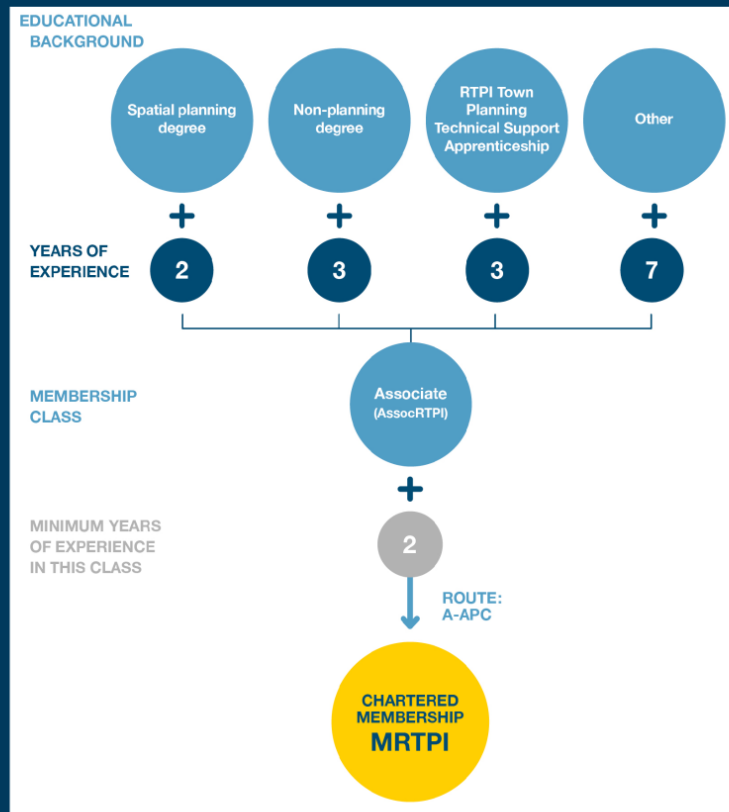 EDUCATIONAL
BACKGROUND
Spatial planning
degree
Non-planning
degree
RTPI Town
Planning
Technical Support
Apprenticeship
Other
+ + + +
YEARS OF
EXPERIENCE
2 3 3 7
MEMBERSHIP
CLASS
Associate
(AssocRTPI)
+
MINIMUM YEARS
OF EXPERIENCE
IN THIS CLASS
2
ROUTE:
A-APC
CHARTERED
MEMBERSHIP
MRTPI